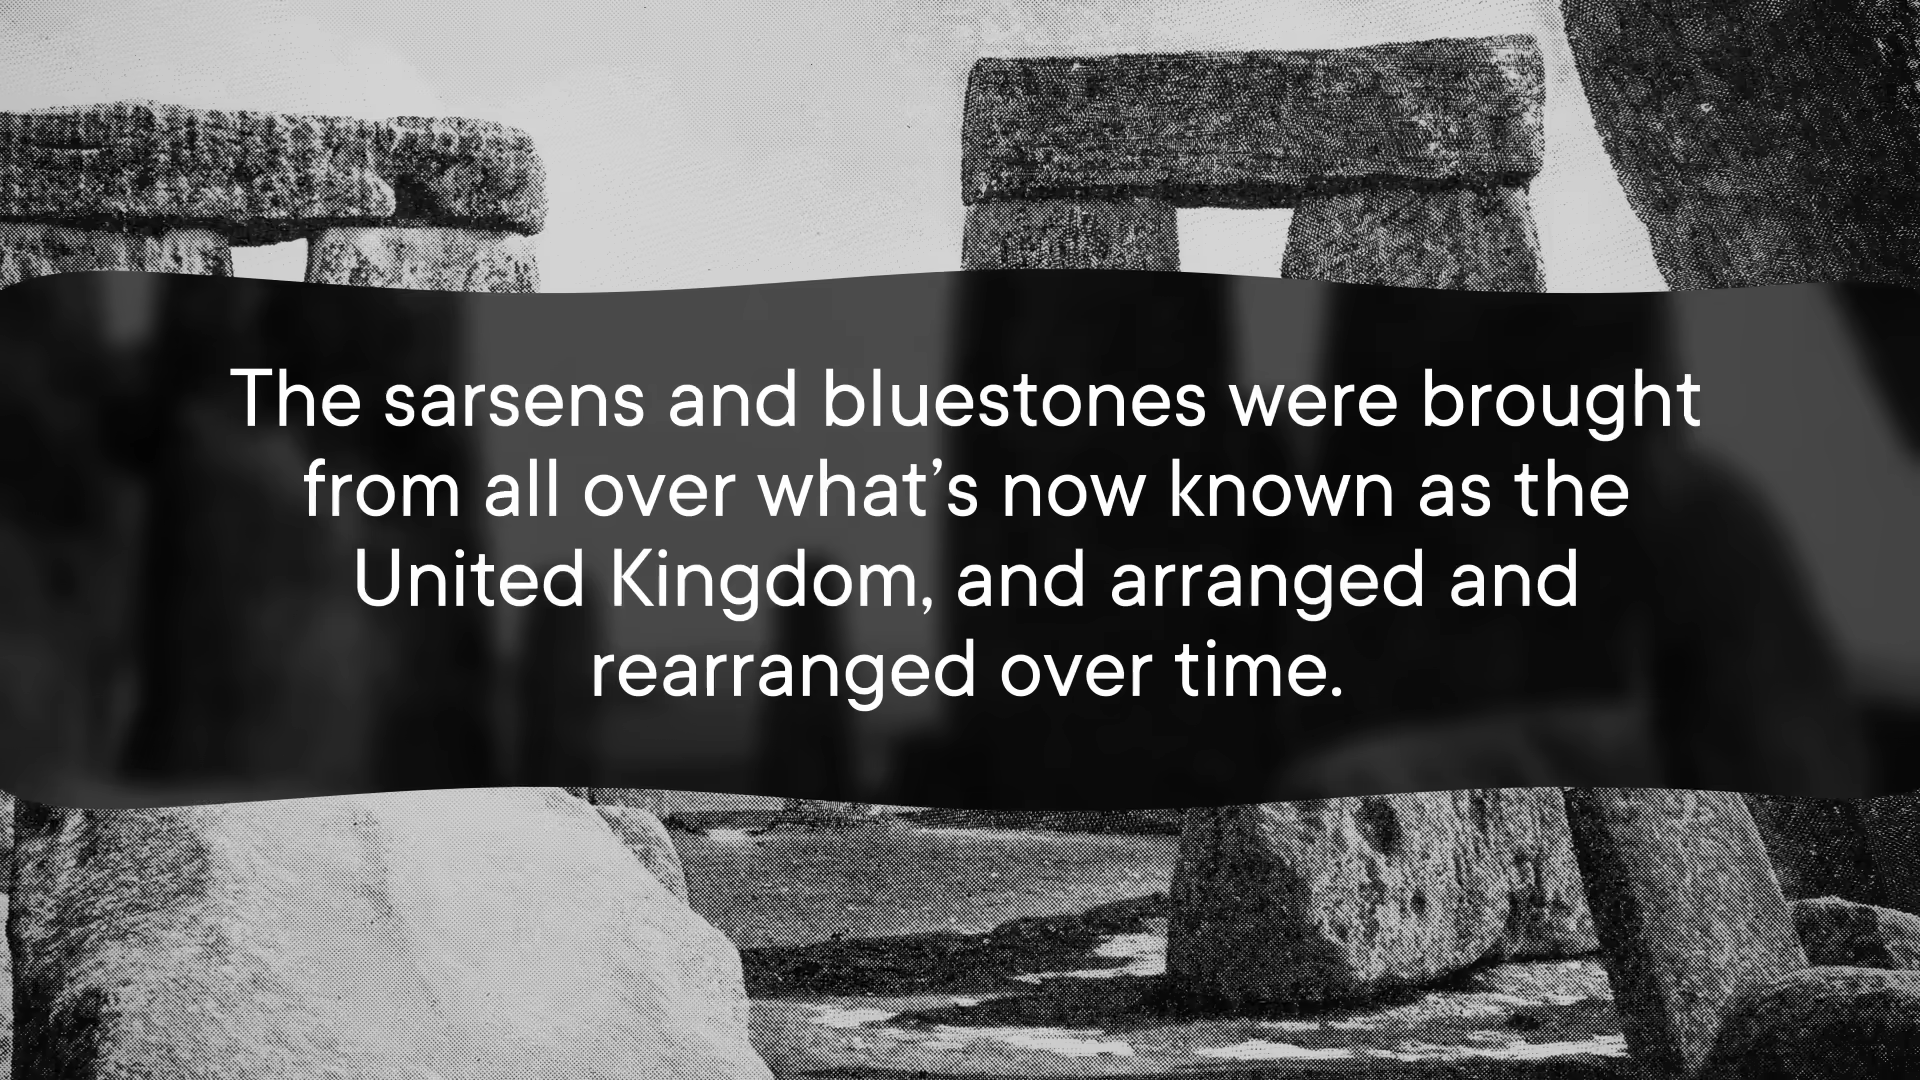 The sarsens and bluestones were brought
from all over what’s now known as the
United Kingdom, and arranged and
rearranged over time.